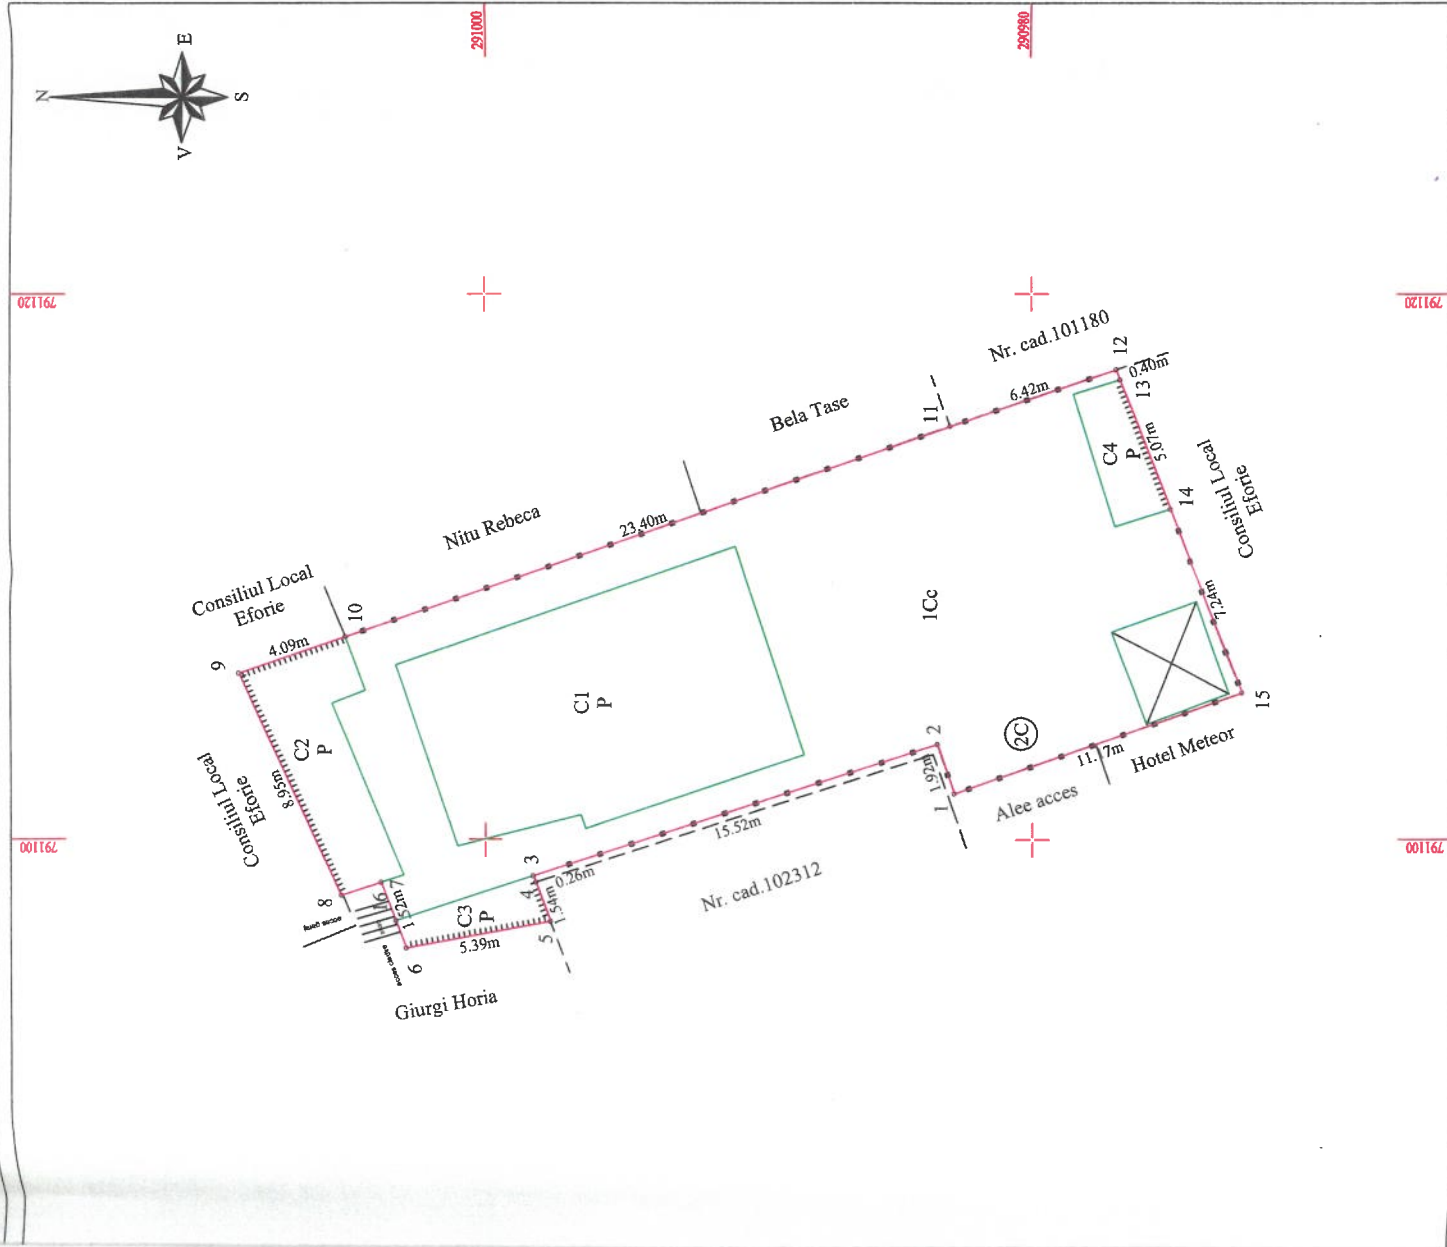 291000
290980
N
E
S
V
791120
791120
Nr. cad.101180
12
0.40m
13
6.42m
11
Bela Tase
C4
P
5.07m
14
Consiliul Local
Eforie
Nitu Rebeca
23.40m
Consiliul Local
Eforie
10
9
4.09m
1Cc
7.24m
C1
P
C2
P
15
2
2C
11.17m
Hotel Meteor
Consiliul Local
Eforie
8.95m
1.92m
1
Alee acces
791100
791100
15.52m
3
0.26m
4
1.54m
Nr. cad.102312
8
7
16
1.52m
acces garaj
C3
P
5.39m
5
6
Giurgi Horia